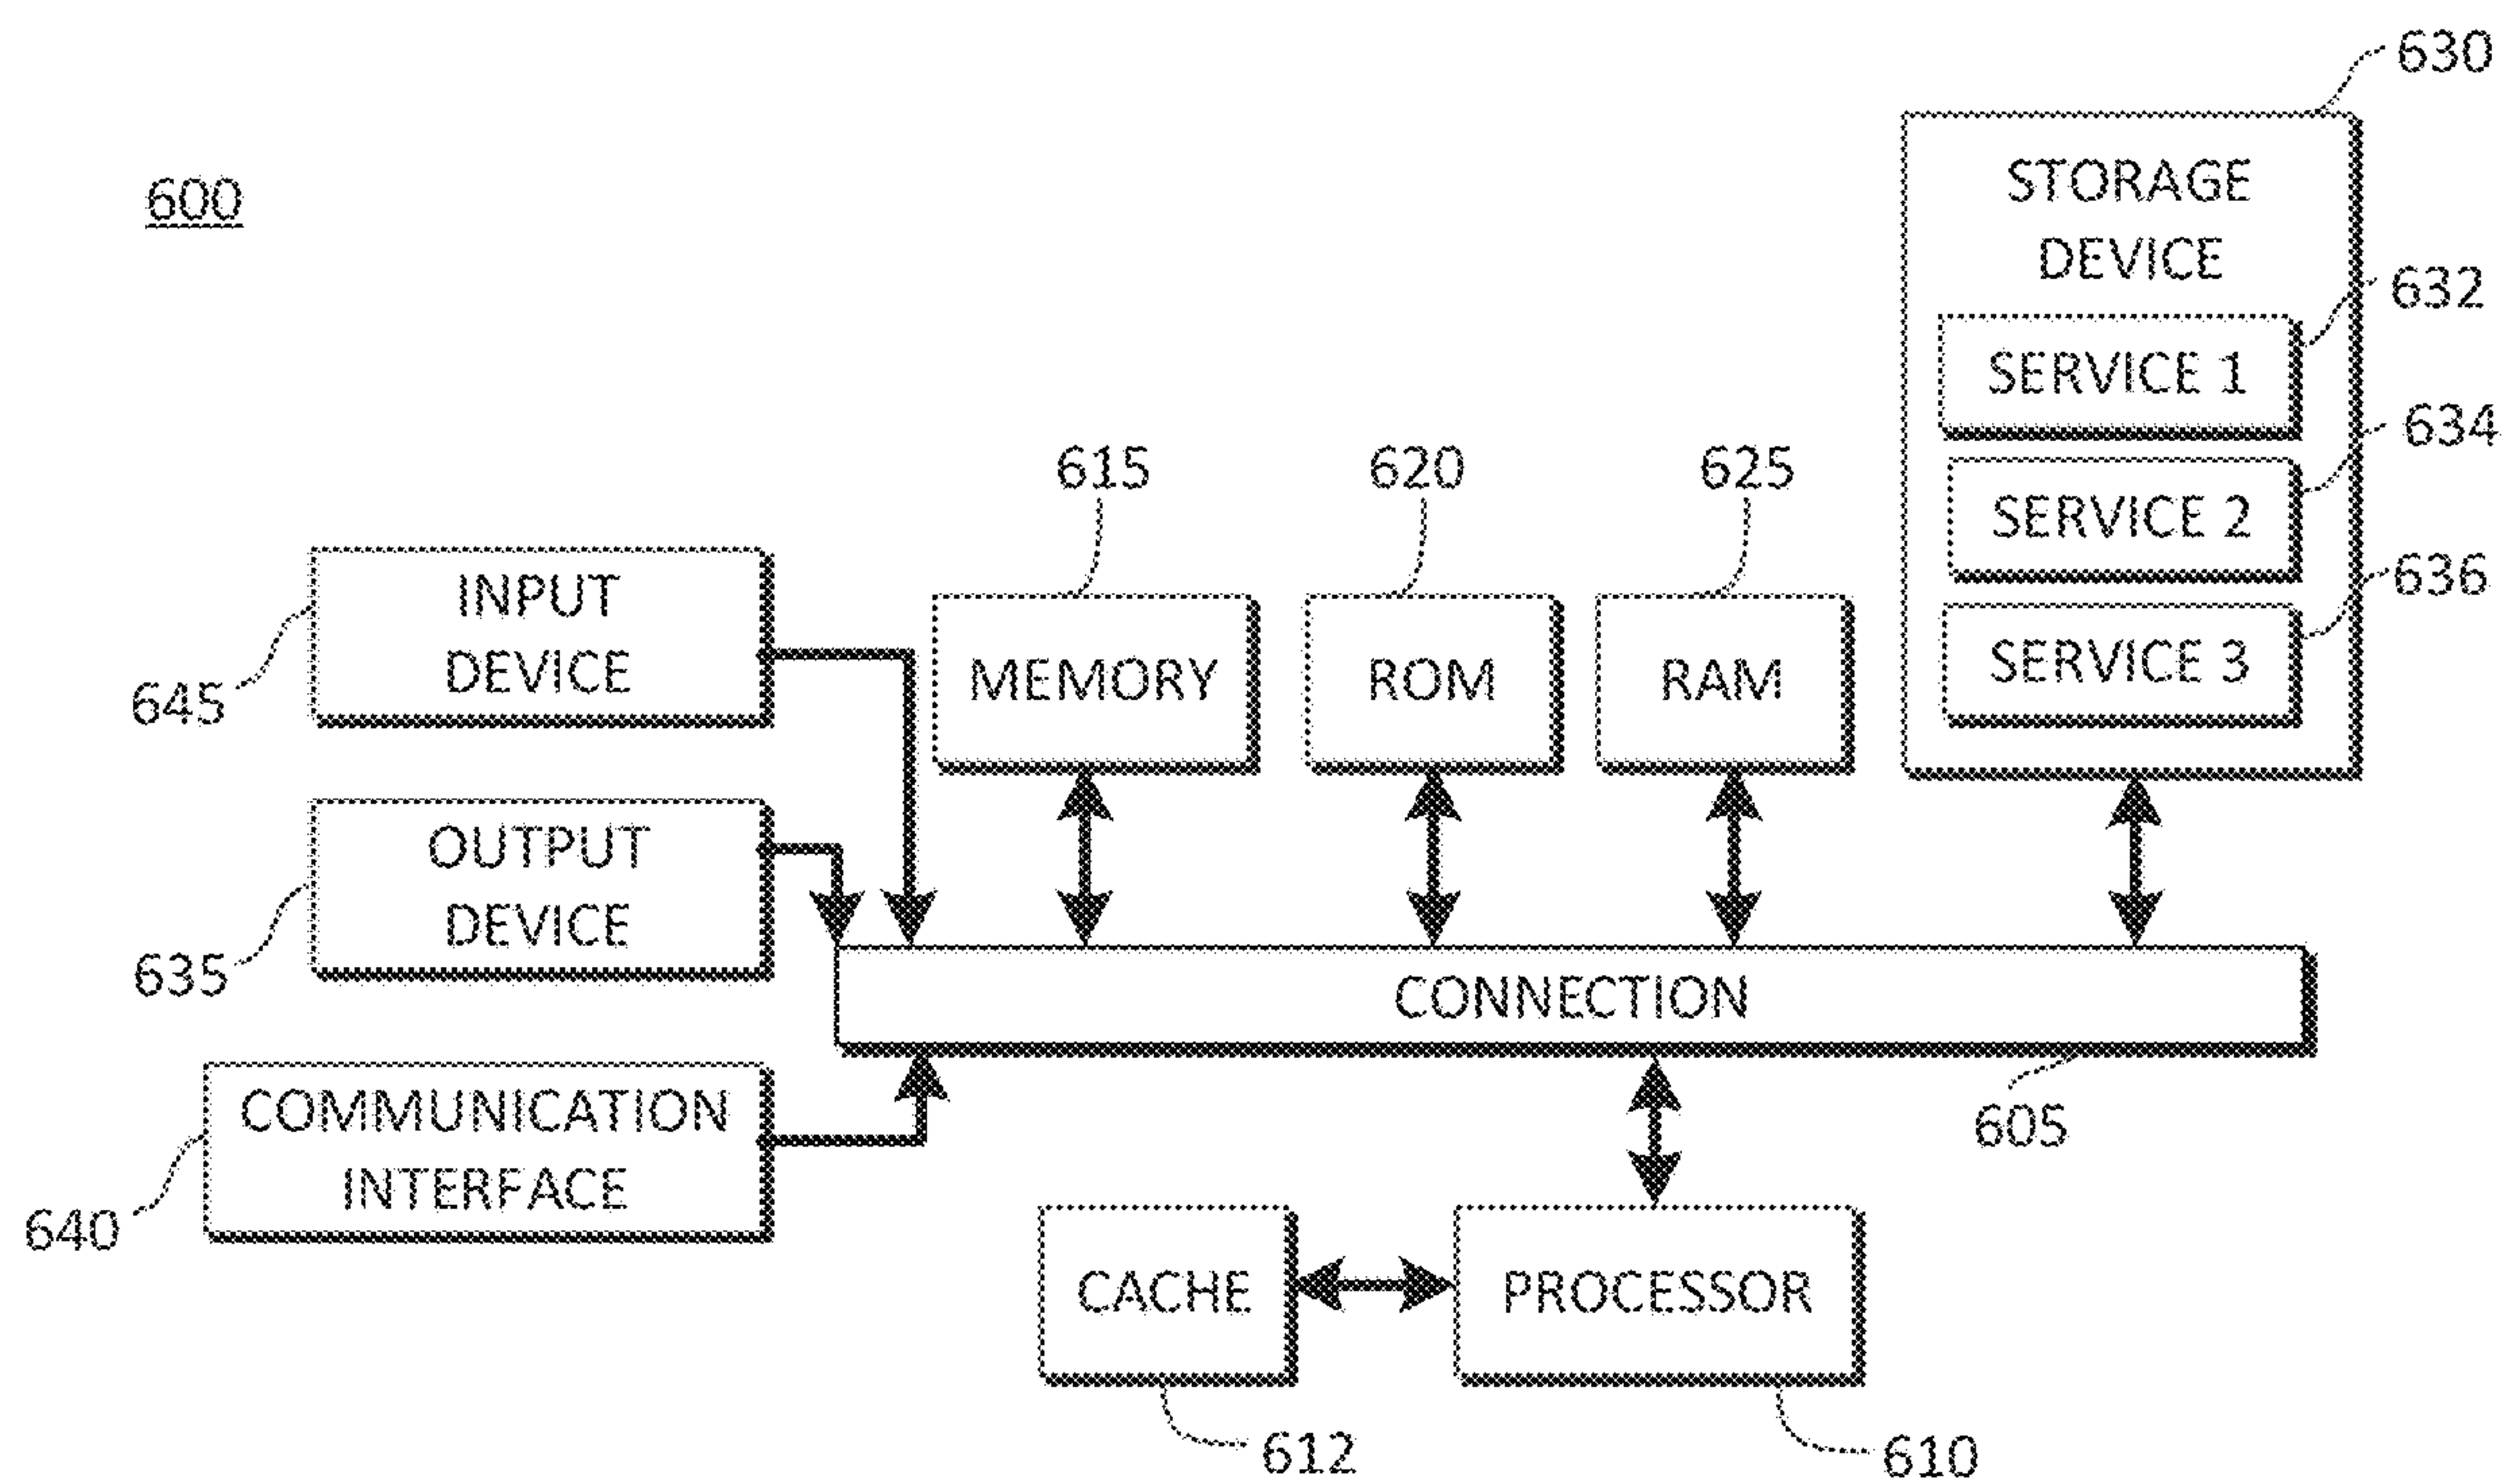 630
600
STORAGE
DEVICE
632
SERVICE 1
634
SERVICE 2
636
SERVICE 3
615
620
625
INPUT
DEVICE
645
MEMORY
ROM
RAM
OUTPUT
DEVICE
635
CONNECTION
605
COMMUNICATION
INTERFACE
640
CACHE
PROCESSOR
612
610